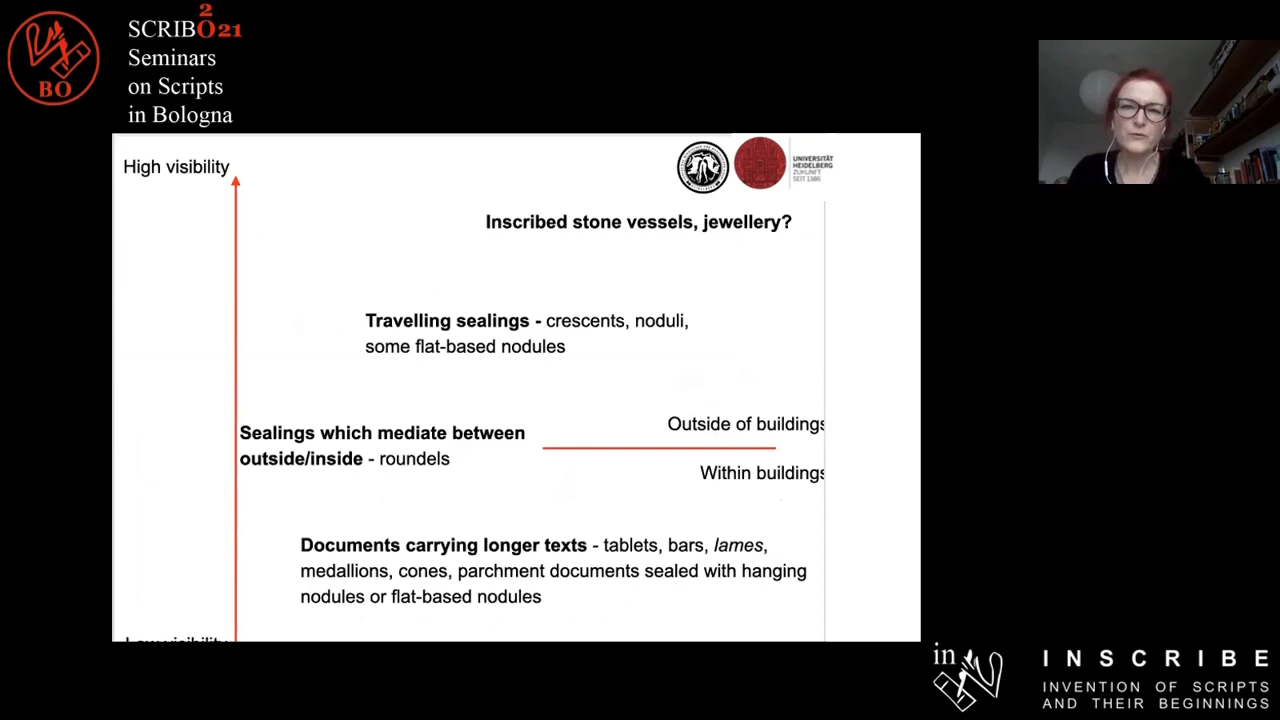 SCRIBO21
2
Seminars
on Scripts
in Bologna
BO
High visibility
UNIVERSITÄT
HEIDELBERG
ZUKUNFT
SEIT 1386
Inscribed stone vessels, jewellery?
Travelling sealings - crescents, noduli,
some flat-based nodules
Outside of buildings
Sealings which mediate between
outside/inside - roundels
Within buildings
Documents carrying longer texts - tablets, bars, lames,
medallions, cones, parchment documents sealed with hanging
nodules or flat-based nodules
Low visibility
in
INSCRIBE
INVENTION OF SCRIPTS
AND THEIR BEGINNINGS